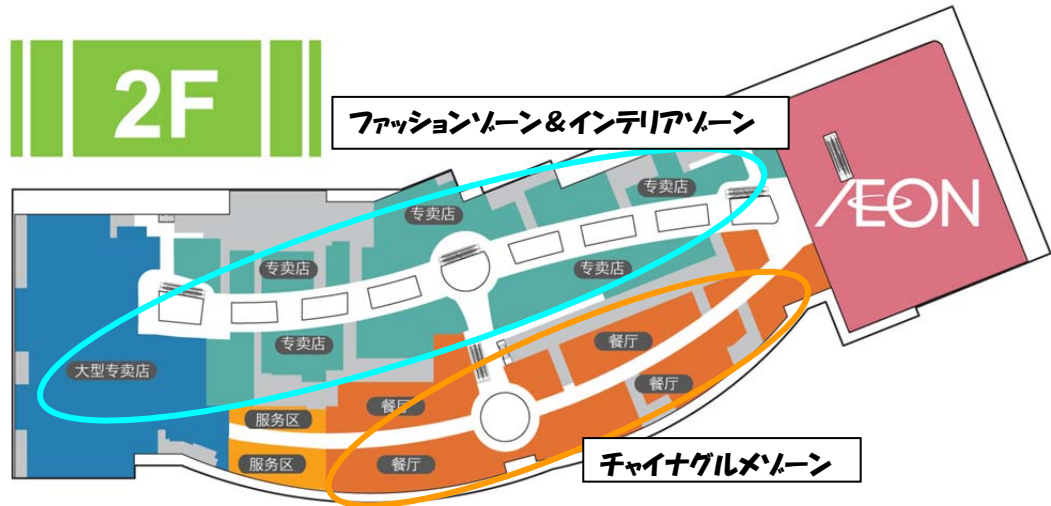 2F
ファッションゾーン&インテリアゾーン
ÆON
专卖店
专卖店
专卖店
专卖店
专卖店
大型专卖店
餐厅
餐厅
餐厅
餐厅
服务区
服务区
チャイナグルメゾーン